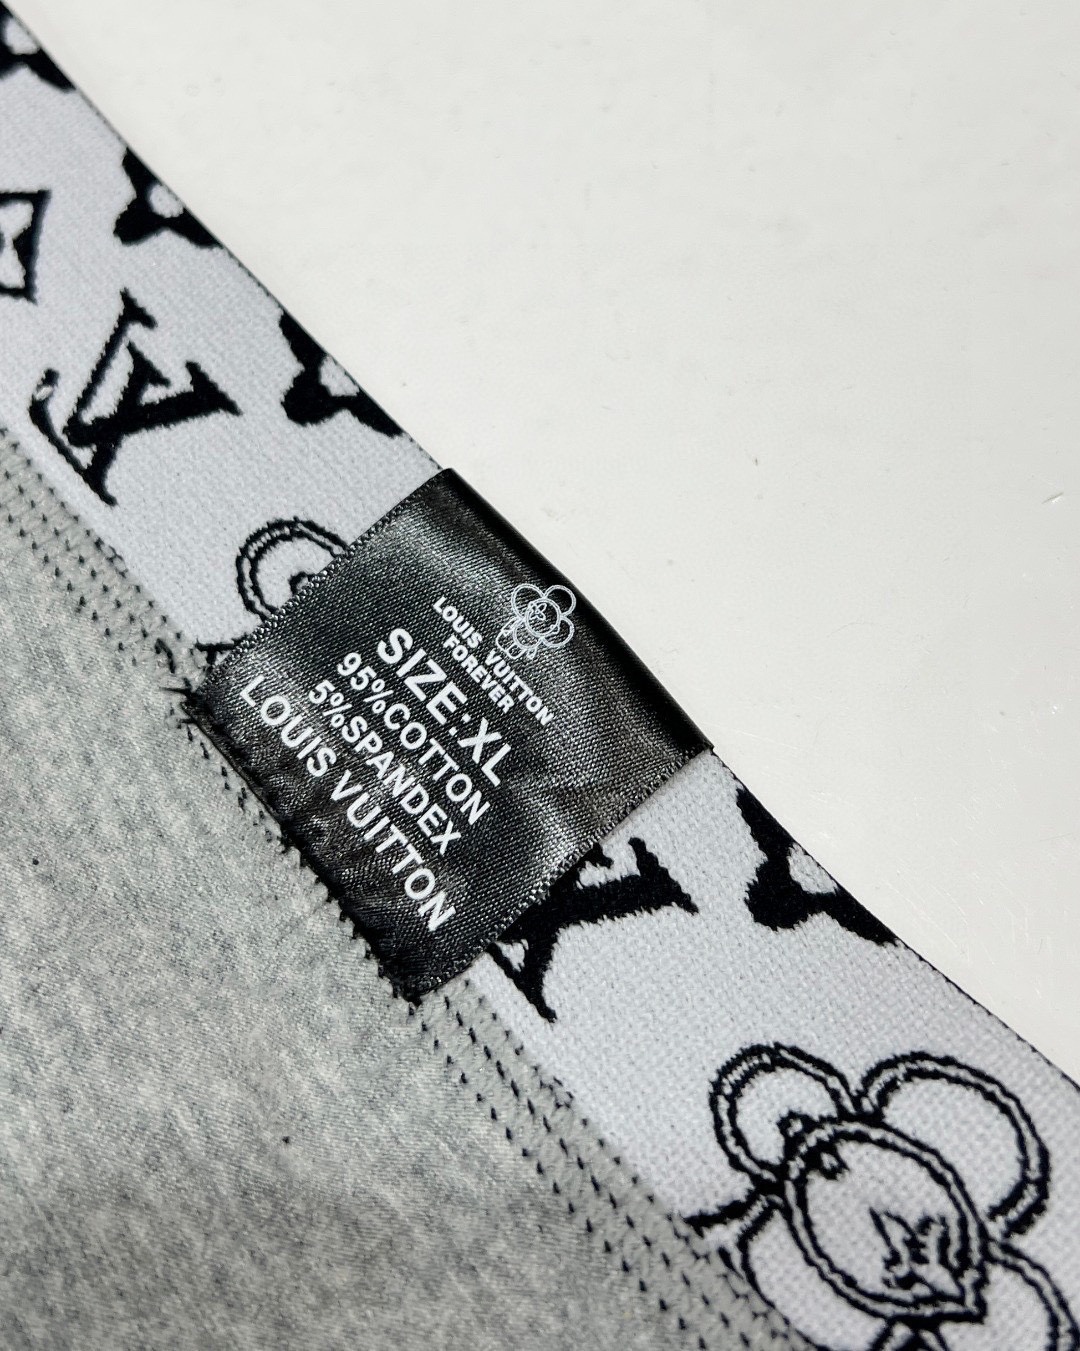 LOUIS VUITTON
FOREVER
SIZE:XL
95%COTTON
5%SPANDEX
LOUIS VUITTON